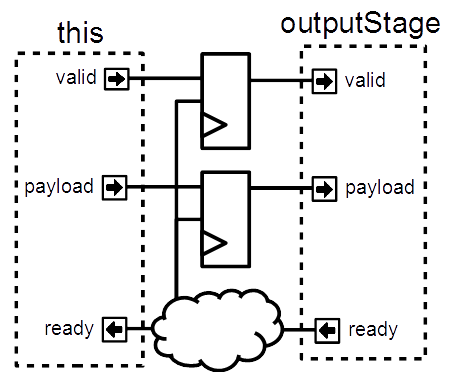 this
outputStage
valid
valid
payload
payload
ready
ready